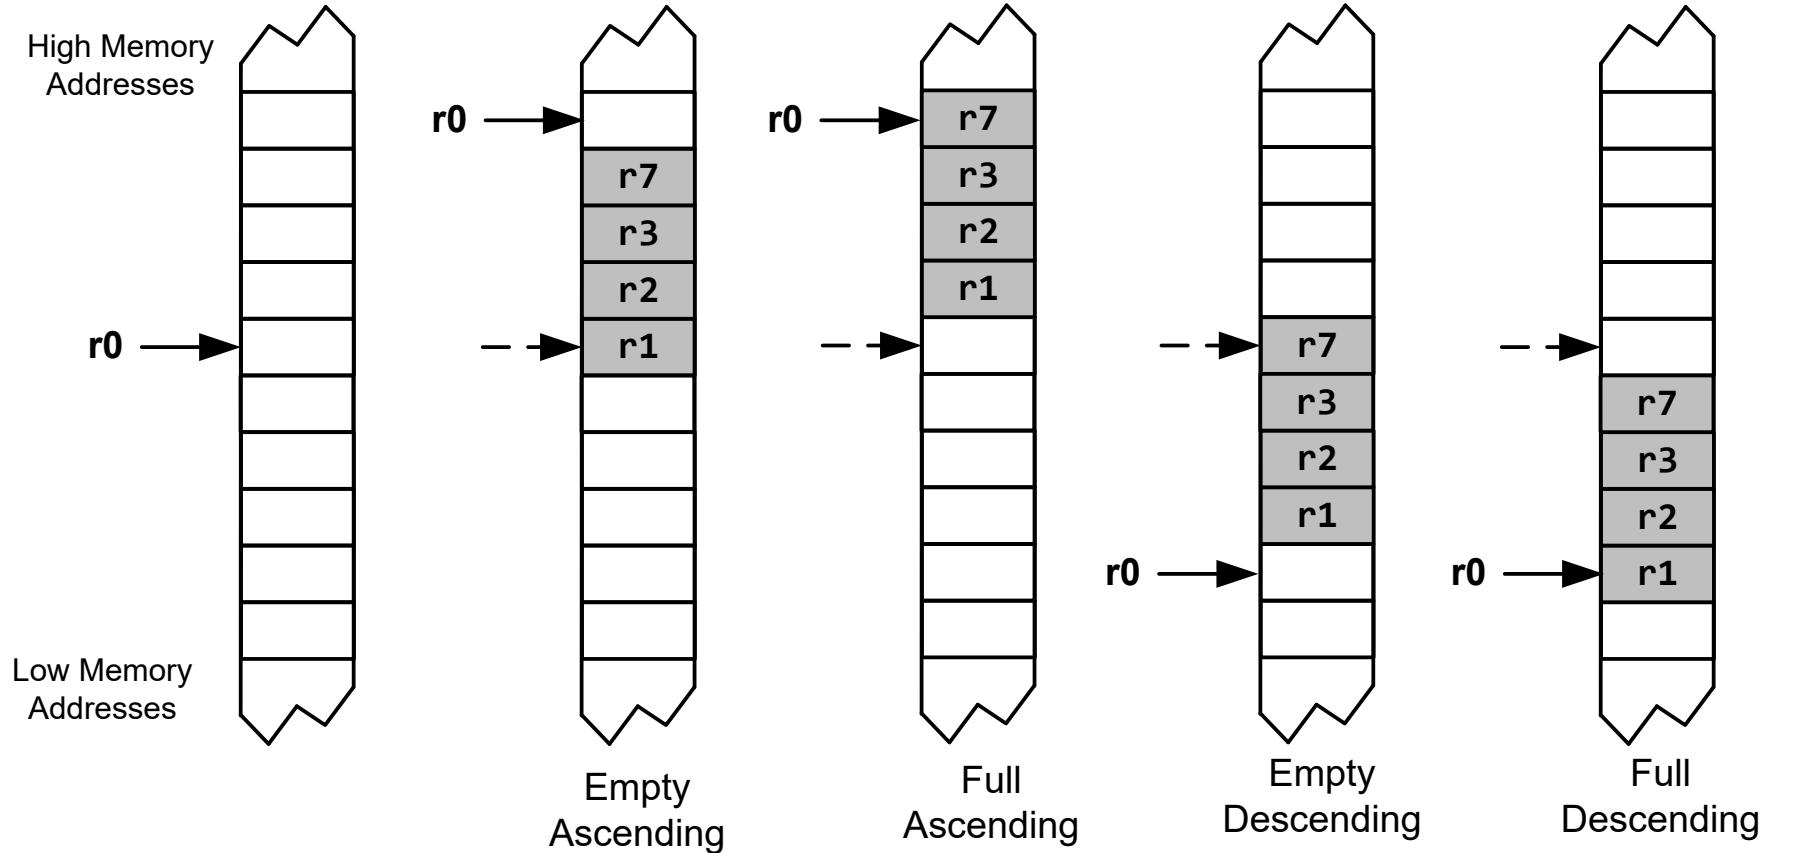 High Memory
Addresses
r0
Low Memory
Addresses
r0
r7
r3
r2
r1
Empty
Ascending
r0
r7
r3
r2
r1
Full
Ascending
r7
r3
r2
r1
r0
Empty
Descending
r7
r3
r2
r0
r1
Full
Descending